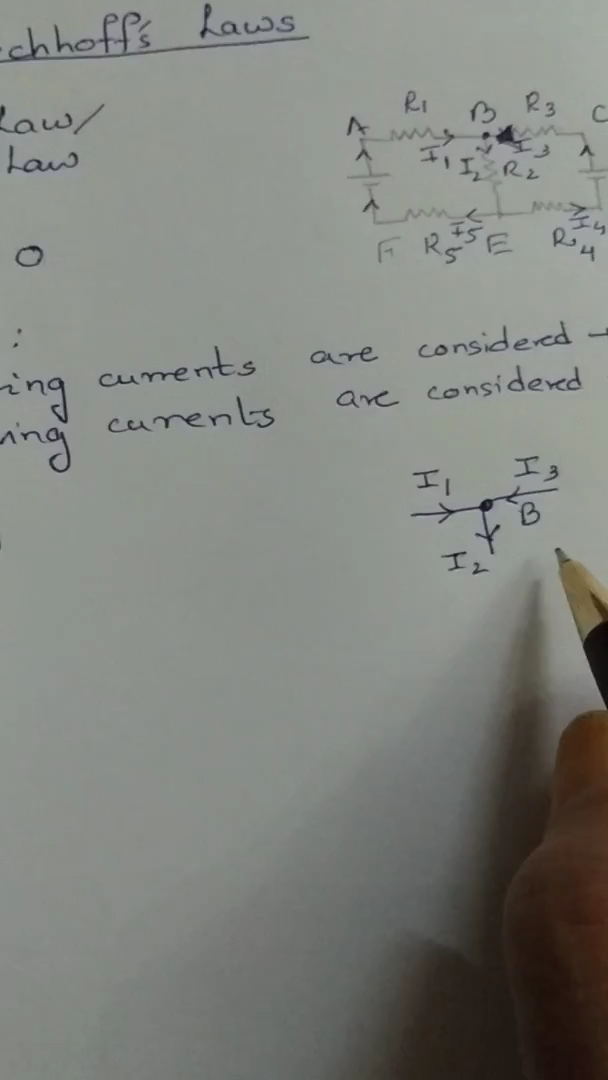 chhoff's Laws
Law/
Law
R1 B R3 C
A
I1 I2 R2 I3
I5 I4
F R5 E R4
0
:
ing currents are considered -
ing currents are considered
I1 I3
B
I2